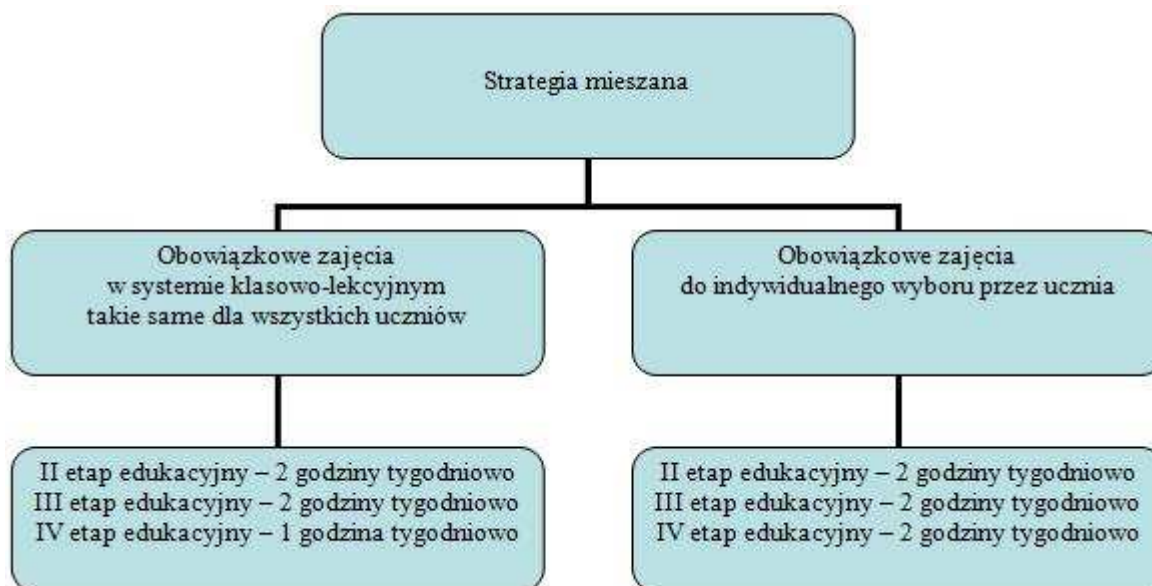 Strategia mieszana
Obowiązkowe zajęcia
w systemie klasowo-lekcyjnym
takie same dla wszystkich uczniów
Obowiązkowe zajęcia
do indywidualnego wyboru przez ucznia
II etap edukacyjny – 2 godziny tygodniowo
III etap edukacyjny – 2 godziny tygodniowo
IV etap edukacyjny – 1 godzina tygodniowo
II etap edukacyjny – 2 godziny tygodniowo
III etap edukacyjny – 2 godziny tygodniowo
IV etap edukacyjny – 2 godziny tygodniowo